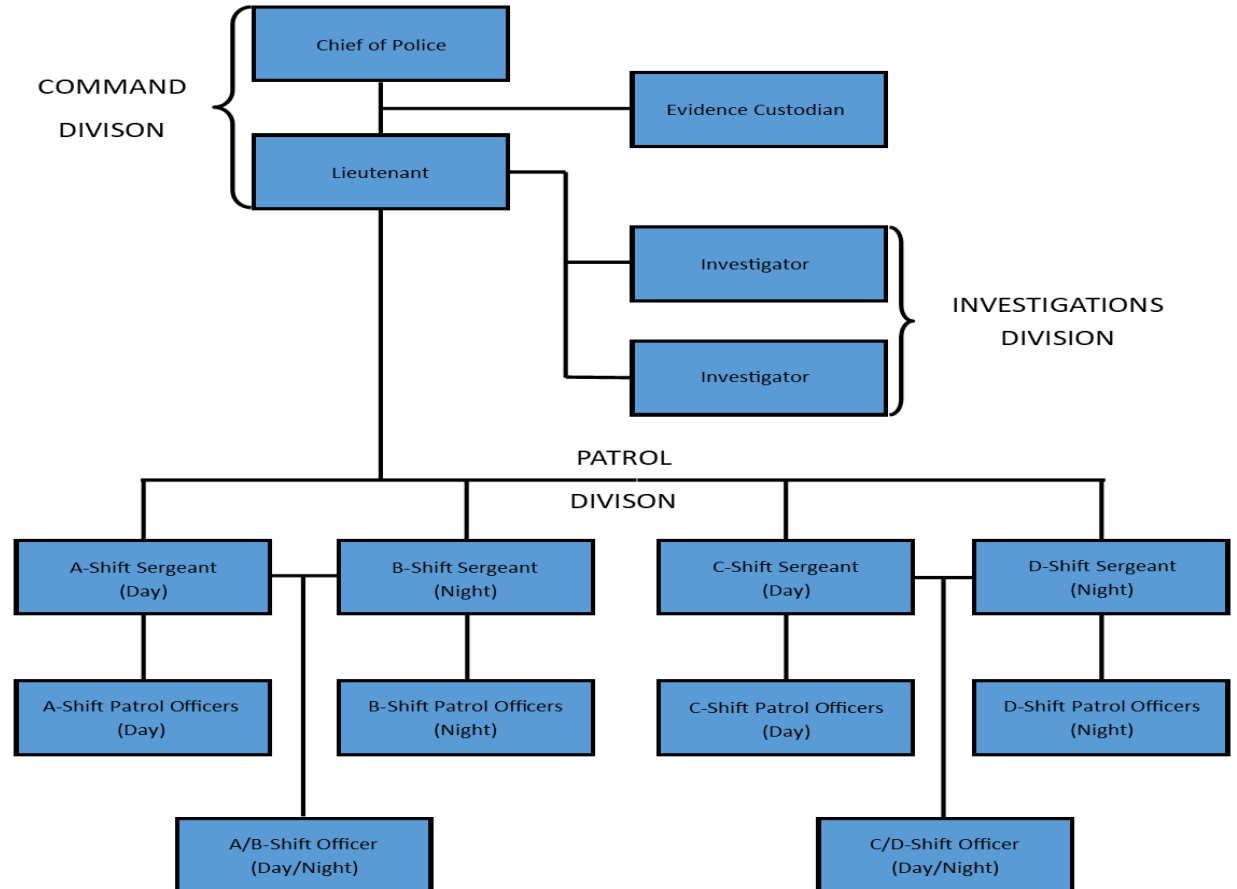 Chief of Police
COMMAND
DIVISON
Evidence Custodian
Lieutenant
Investigator
INVESTIGATIONS
DIVISION
Investigator
PATROL
DIVISON
A-Shift Sergeant
(Day)
B-Shift Sergeant
(Night)
C-Shift Sergeant
(Day)
D-Shift Sergeant
(Night)
A-Shift Patrol Officers
(Day)
B-Shift Patrol Officers
(Night)
C-Shift Patrol Officers
(Day)
D-Shift Patrol Officers
(Night)
A/B-Shift Officer
(Day/Night)
C/D-Shift Officer
(Day/Night)